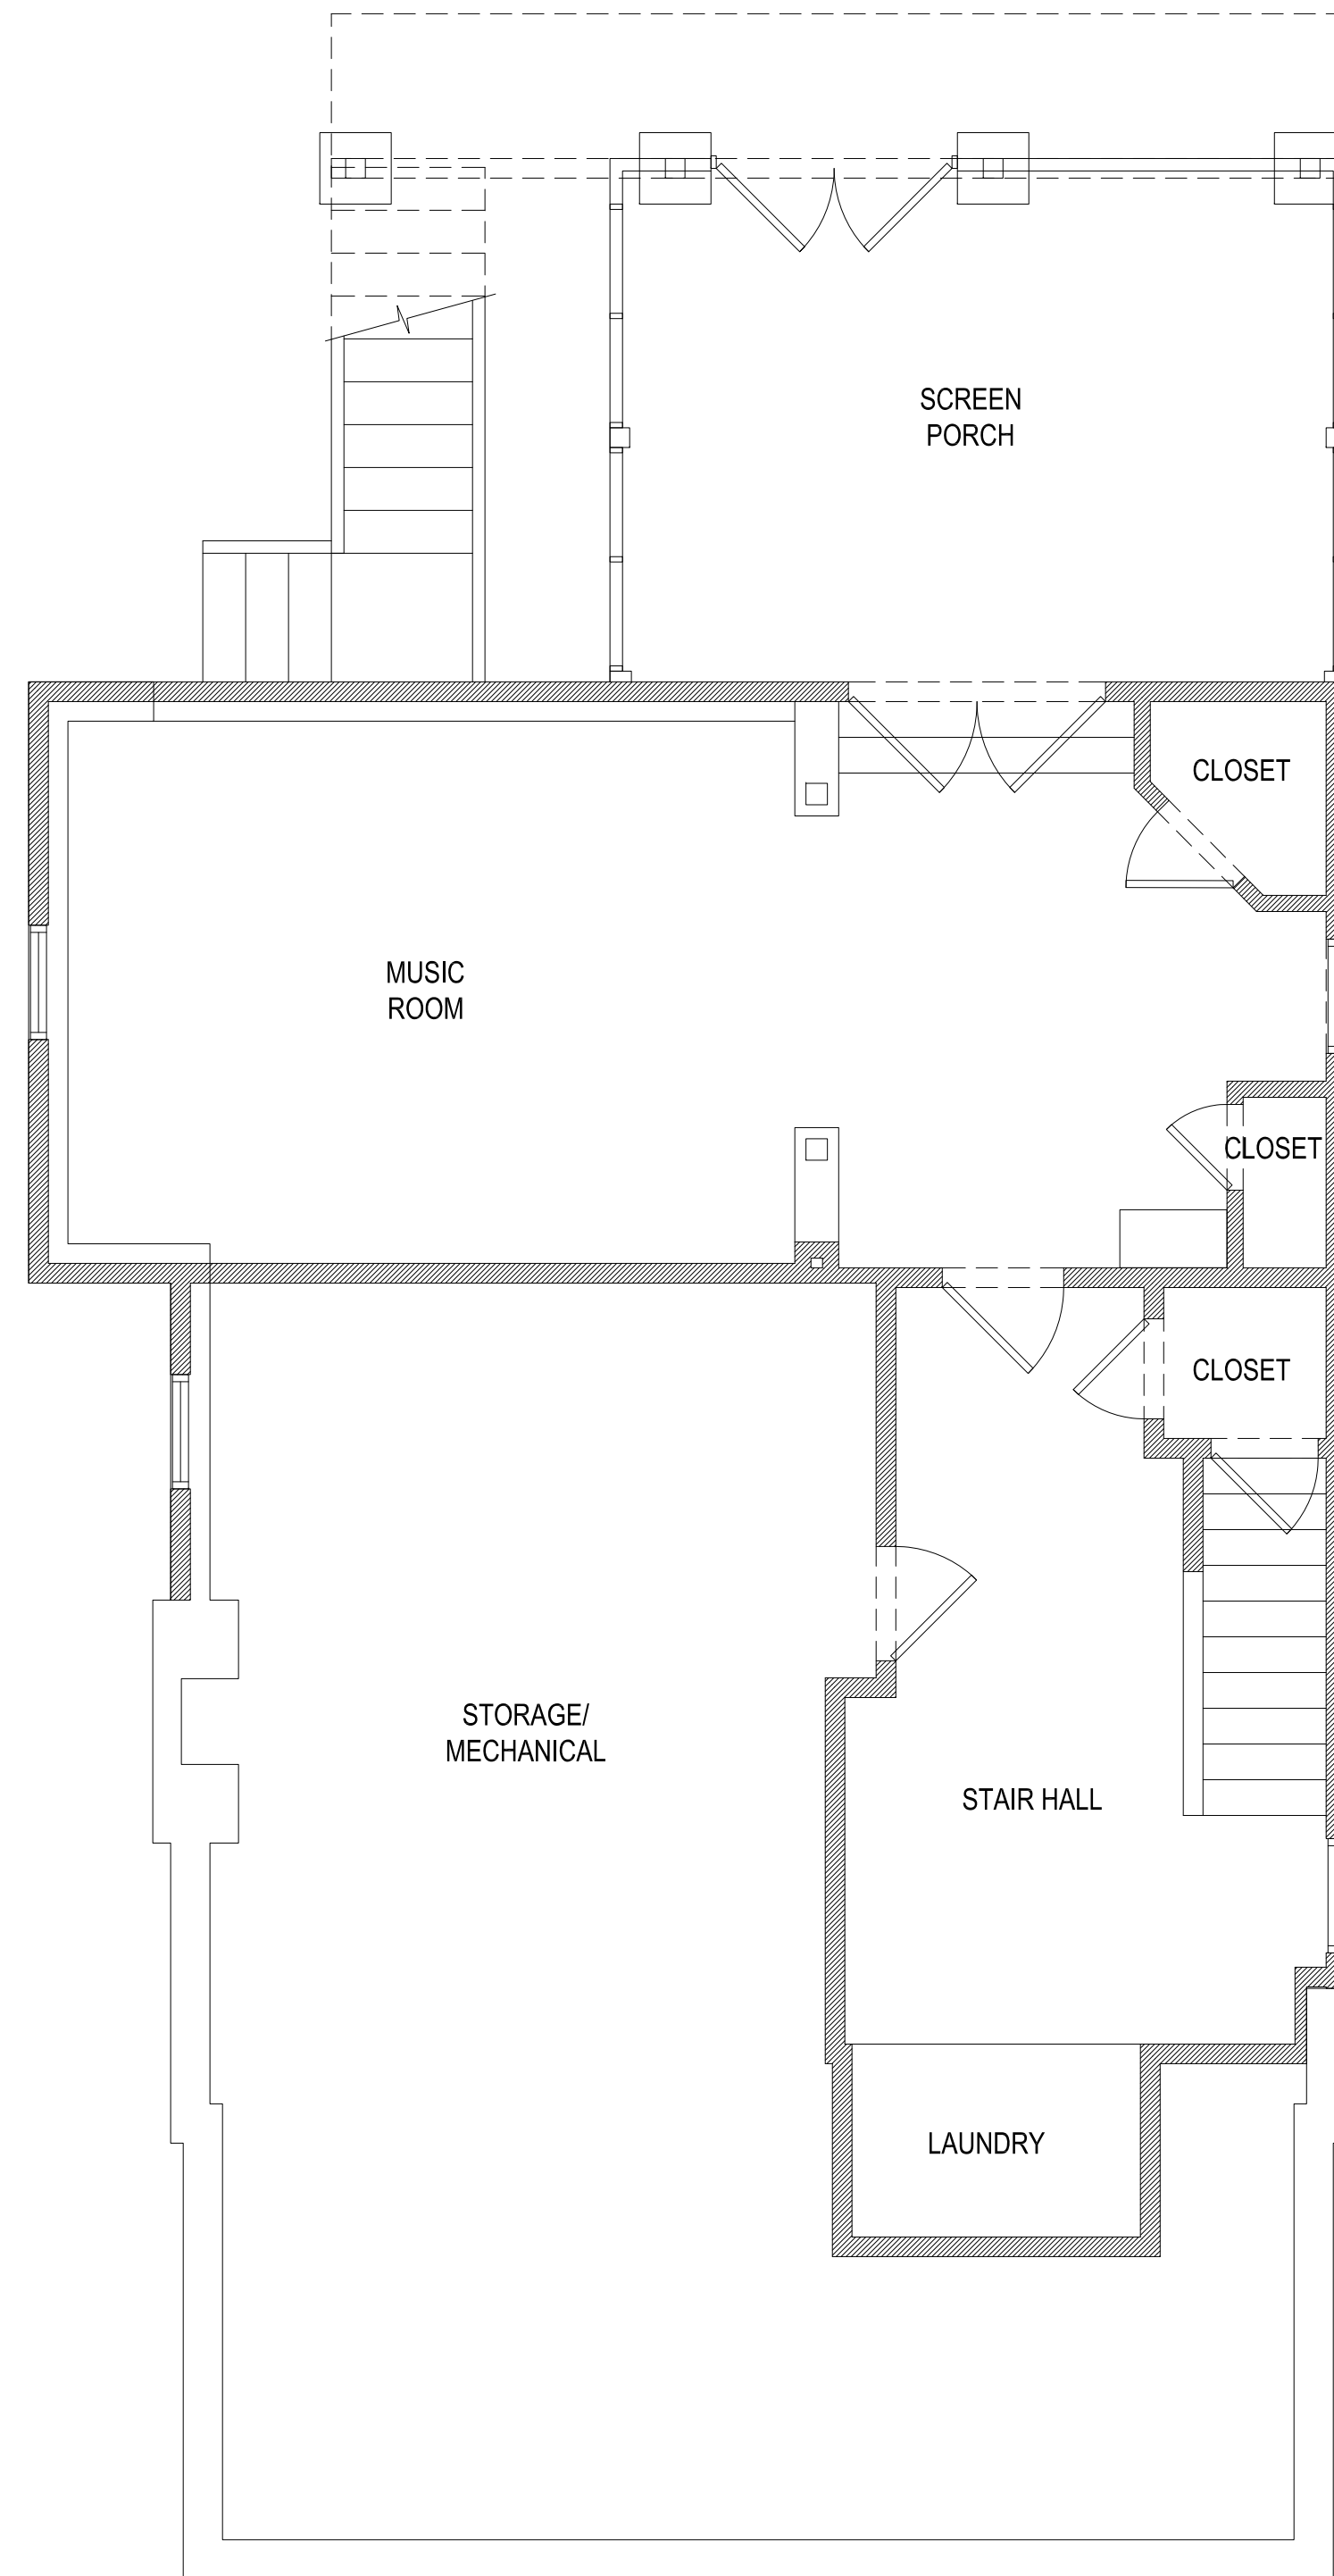 SCREEN
PORCH
CLOSET
MUSIC
ROOM
CLOSET
CLOSET
STORAGE/
MECHANICAL
STAIR HALL
LAUNDRY